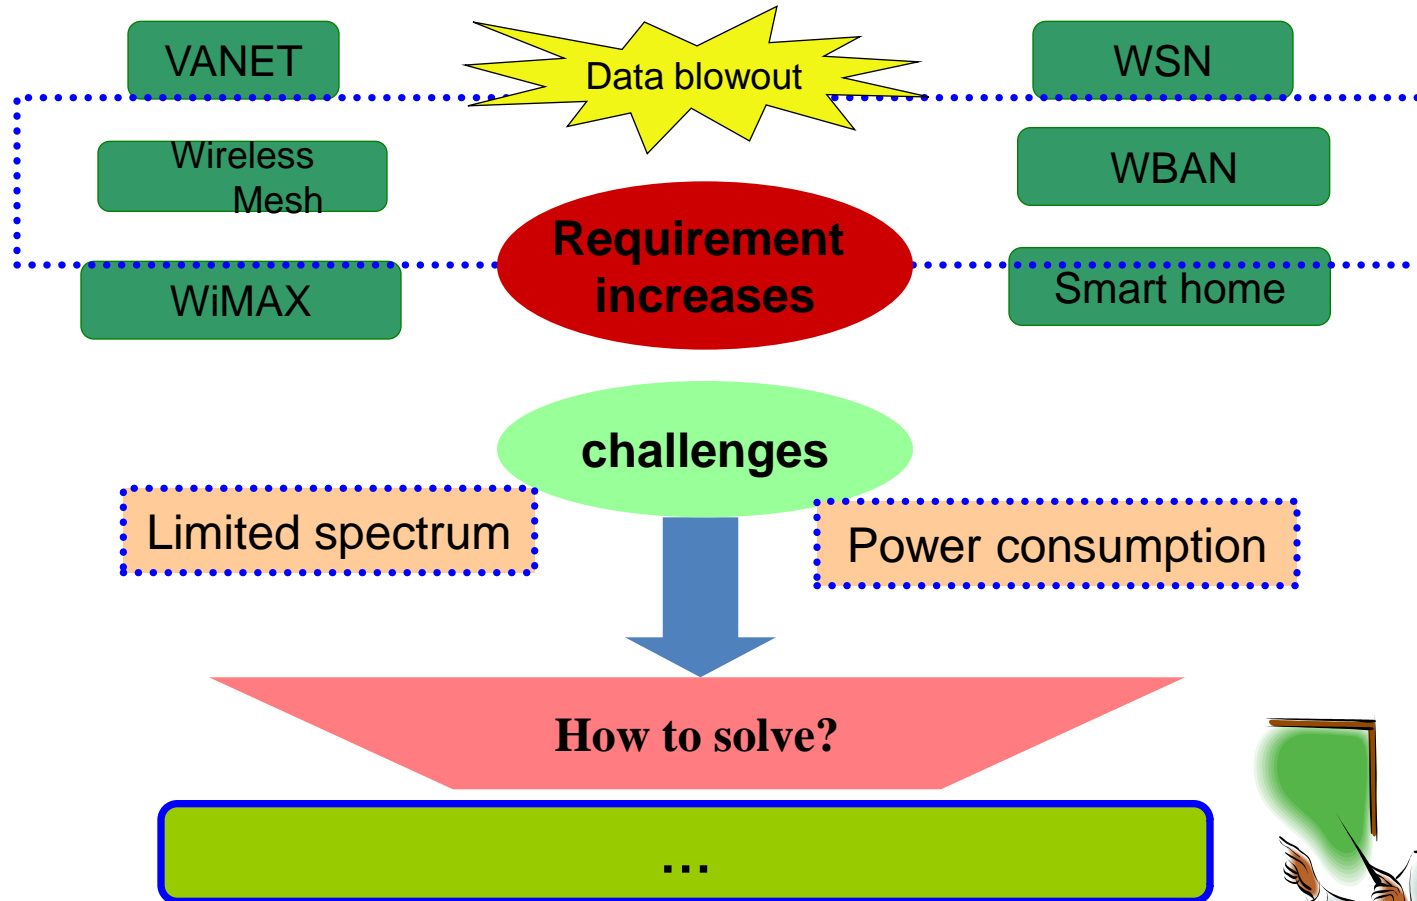 VANET
Data blowout
WSN
Wireless
Mesh
WBAN
Requirement
increases
WiMAX
Smart home
challenges
Limited spectrum
Power consumption
How to solve?
...